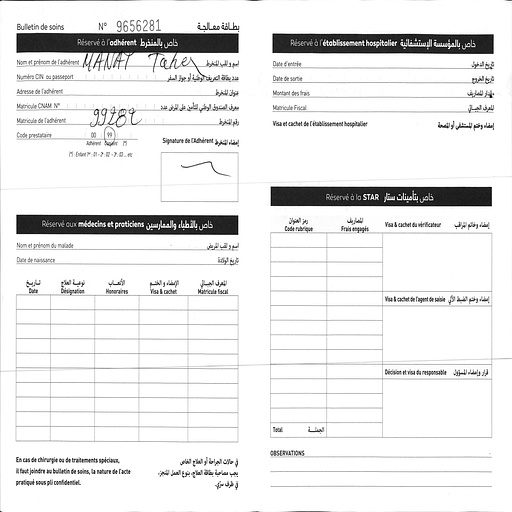 Bulletin de soins N° 9656281 بطاقة معالجة
Réservé à l'adhérent خاص بالمنخرط
Nom et prénom de l'adhérent MANAI Taher اسم و لقب المنخرط
Numéro CIN ou passeport عدد بطاقة التعريف الوطنية أو جواز السفر
Adresse de l'adhérent عنوان المنخرط
Matricule CNAM N° معرف الصندوق الوطني للتأمين على المرض عدد
Matricule de l'adhérent 99282 رقم المنخرط
Code prestataire 00 99 Signature de l'Adhérent إمضاء المنخرط
Adhérent Conjoint (*)
(*) : Enfant 1er : 01 - 2e : 02 - 3e : 03 ... etc
Réservé aux médecins et praticiens خاص بالأطباء والممارسين
Nom et prénom du malade اسم و لقب المريض
Date de naissance تاريخ الولادة
تاريخ نوعية العلاج الأتعاب الإمضاء و الختم المعرف الجبائي
Date Désignation Honoraires Visa & cachet Matricule fiscal
En cas de chirurgie ou de traitements spéciaux,
il faut joindre au bulletin de soin, la nature de l'acte
pratiqué sous pli confidentiel.
في حالات الجراحة أو العلاج الخاص
يجب مصاحبة بطاقة العلاج، بنوع العمل المنجز،
في ظرف سري.
Réservé à l'établissement hospitalier خاص بالمؤسسة الإستشفائية
Date d'entrée تاريخ الدخول
Date de sortie تاريخ الخروج
Montant des frais مقدار المصاريف
Matricule Fiscal المعرف الجبائي
Visa et cachet de l'établissement hospitalier إمضاء وختم المستشفى أو المصحة
Réservé à la STAR خاص بتأمينات ستار
رمز العنوان المصاريف
Code rubrique Frais engagés
Visa & cachet du vérificateur إمضاء وخاتم المراقب
Visa & cachet de l'agent de saisie إمضاء وختم الضبط الآلي
Décision et visa du responsable قرار وإمضاء المسؤول
Total الجملة
OBSERVATIONS